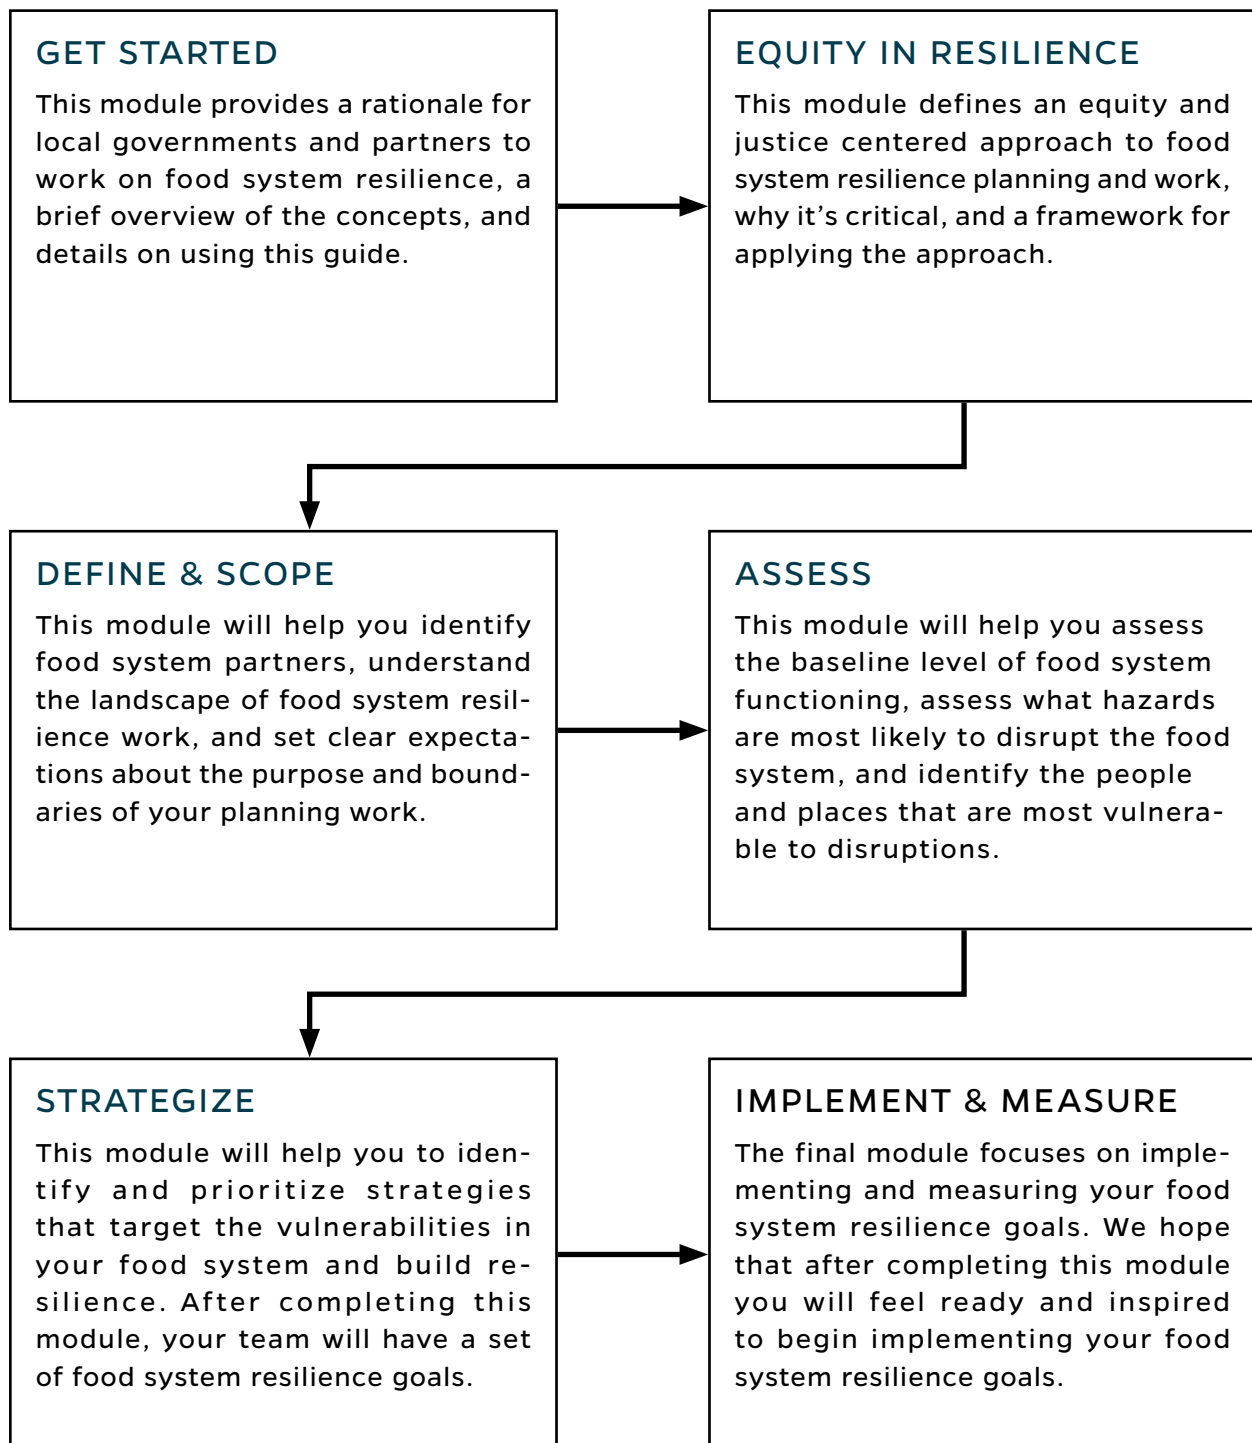 GET STARTED
This module provides a rationale for
local governments and partners to
work on food system resilience, a
brief overview of the concepts, and
details on using this guide.
EQUITY IN RESILIENCE
This module defines an equity and
justice centered approach to food
system resilience planning and work,
why it’s critical, and a framework for
applying the approach.
DEFINE & SCOPE
This module will help you identify
food system partners, understand
the landscape of food system resil-
ience work, and set clear expecta-
tions about the purpose and bound-
aries of your planning work.
ASSESS
This module will help you assess
the baseline level of food system
functioning, assess what hazards
are most likely to disrupt the food
system, and identify the people
and places that are most vulnera-
ble to disruptions.
STRATEGIZE
This module will help you to iden-
tify and prioritize strategies
that target the vulnerabilities in
your food system and build re-
silience. After completing this
module, your team will have a set
of food system resilience goals.
IMPLEMENT & MEASURE
The final module focuses on imple-
menting and measuring your food
system resilience goals. We hope
that after completing this module
you will feel ready and inspired
to begin implementing your food
system resilience goals.